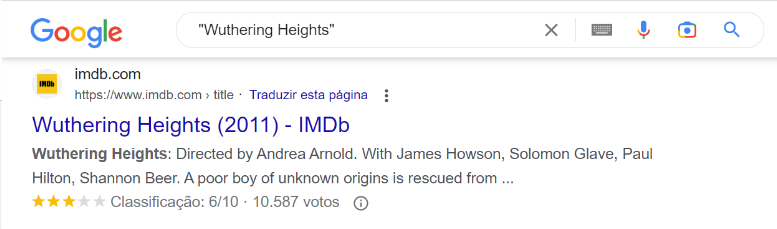 Google "Wuthering Heights"
IMDb
imdb.com
https://www.imdb.com › title · Traduzir esta página
Wuthering Heights (2011) - IMDb
Wuthering Heights: Directed by Andrea Arnold. With James Howson, Solomon Glave, Paul
Hilton, Shannon Beer. A poor boy of unknown origins is rescued from ...
Classificação: 6/10 · 10.587 votos